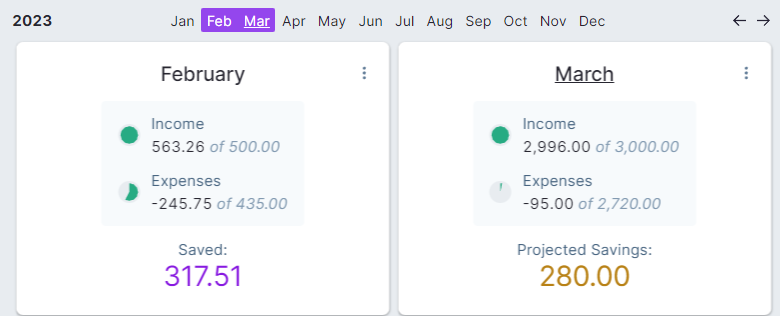 2023 Jan Feb Mar Apr May Jun Jul Aug Sep Oct Nov Dec
February
Income
563.26 of 500.00
Expenses
-245.75 of 435.00
Saved:
317.51
March
Income
2,996.00 of 3,000.00
Expenses
-95.00 of 2,720.00
Projected Savings:
280.00